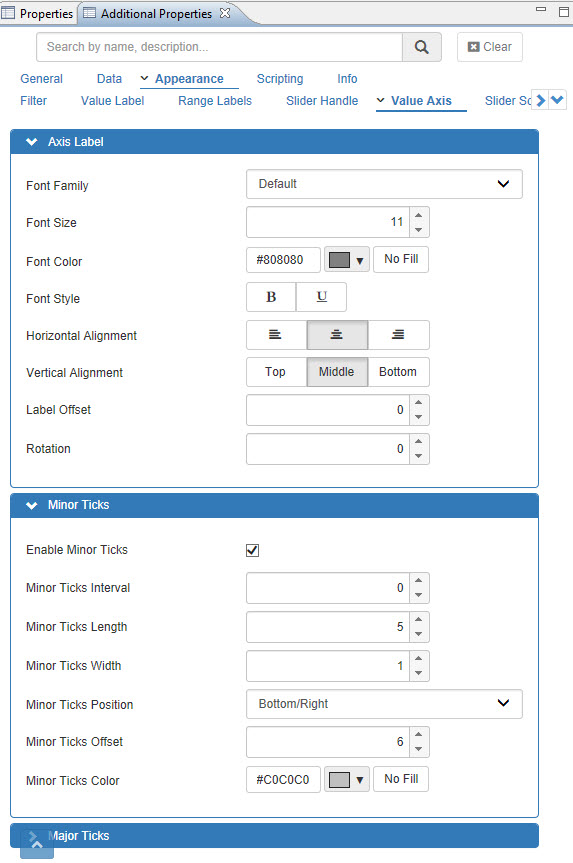 Properties Additional Properties
Search by name, description... Clear
General Data Appearance Scripting Info
Filter Value Label Range Labels Slider Handle Value Axis Slider Sc
Axis Label
Font Family Default
Font Size 11
Font Color #808080 ▼ No Fill
Font Style B U
Horizontal Alignment
Vertical Alignment Top Middle Bottom
Label Offset 0
Rotation 0
Minor Ticks
Enable Minor Ticks
Minor Ticks Interval 0
Minor Ticks Length 5
Minor Ticks Width 1
Minor Ticks Position Bottom/Right
Minor Ticks Offset 6
Minor Ticks Color #C0C0C0 ▼ No Fill
Major Ticks